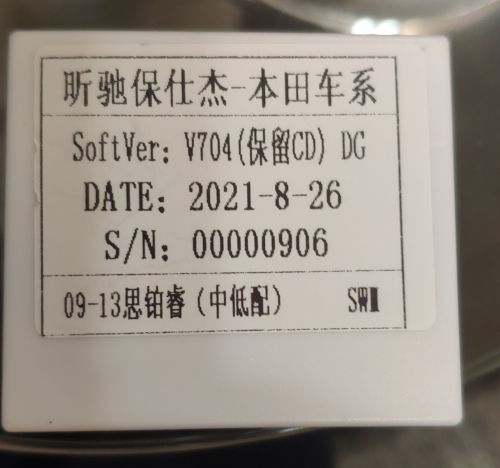 昕驰保仕杰-本田车系
SoftVer: V704(保留CD) DG
DATE: 2021-8-26
S/N: 00000906
09-13思铂睿(中低配) SWM